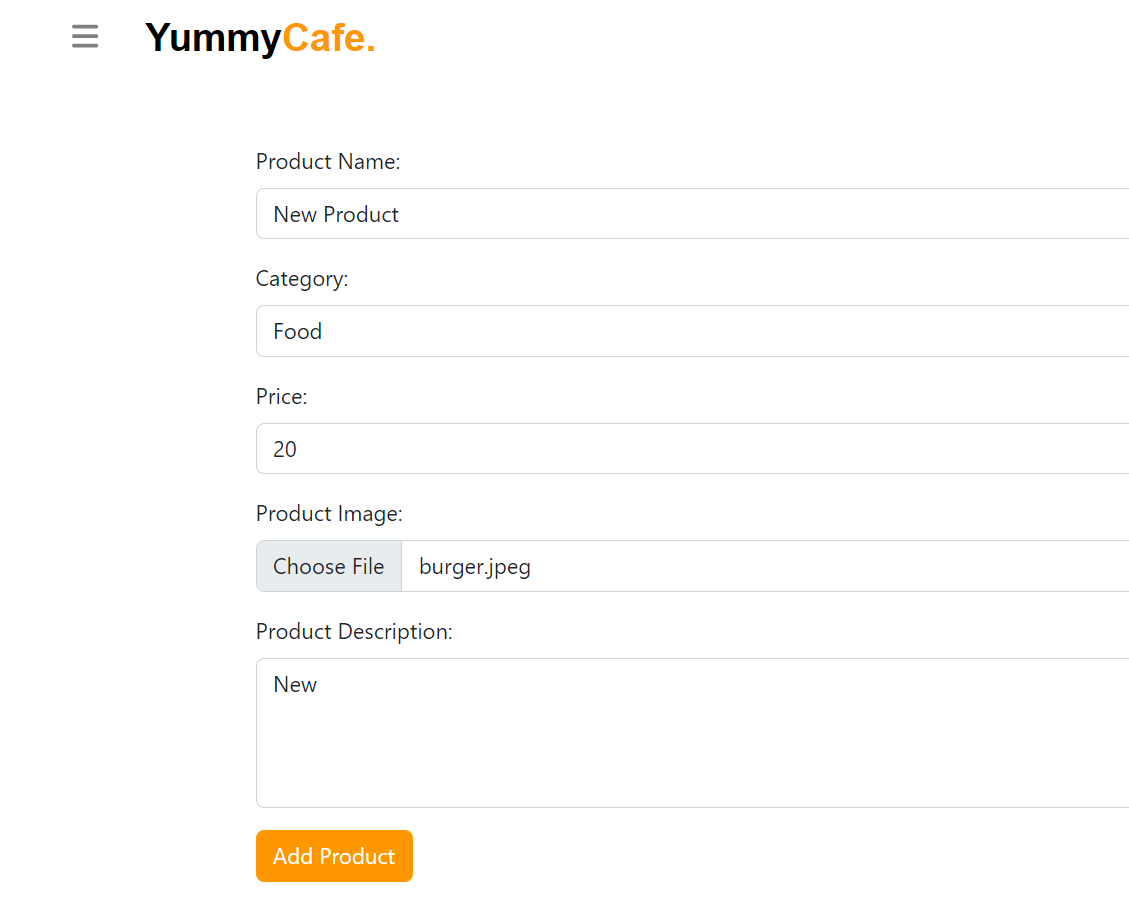 YummyCafe.
Product Name:
New Product
Category:
Food
Price:
20
Product Image:
Choose File burger.jpeg
Product Description:
New
Add Product